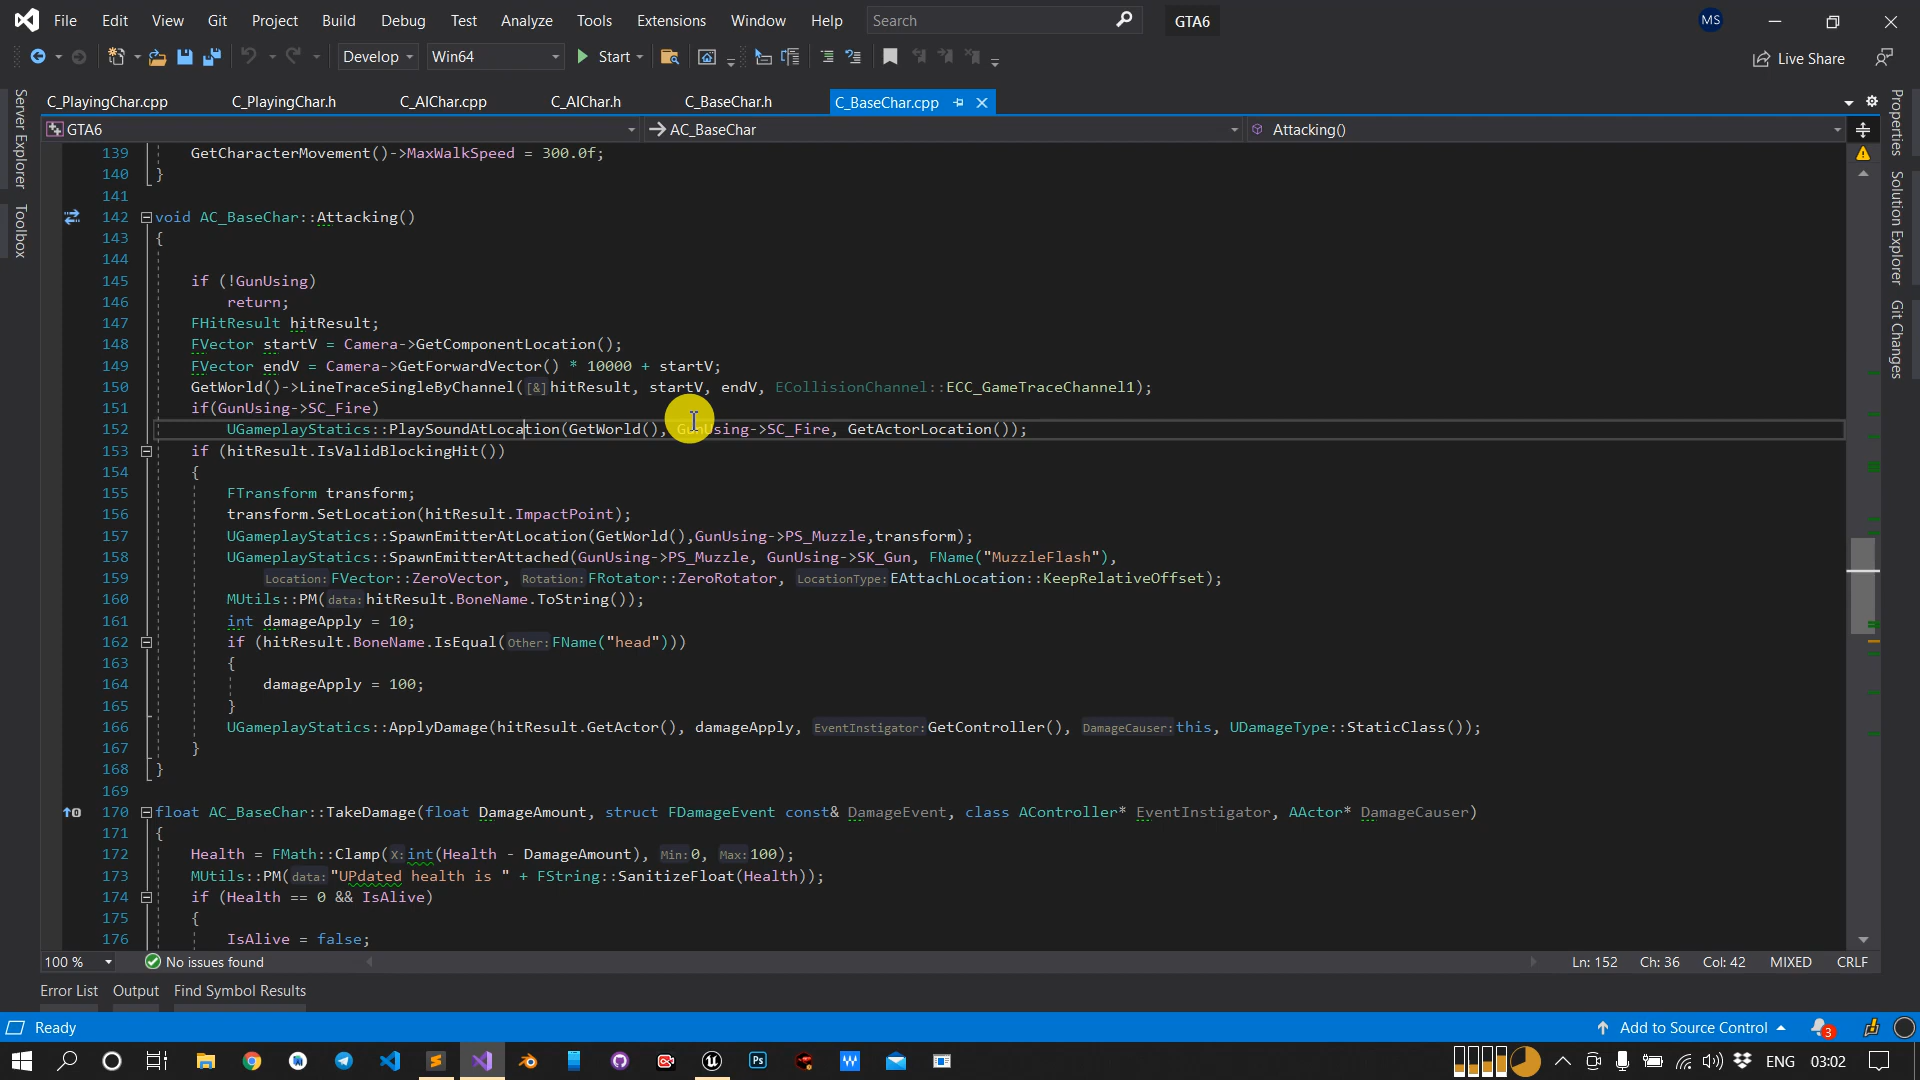 File Edit View Git Project Build Debug Test Analyze Tools Extensions Window Help Search GTA6 MS
Develop Win64 Start Live Share
C_PlayingChar.cpp C_PlayingChar.h C_AIChar.cpp C_AIChar.h C_BaseChar.h C_BaseChar.cpp
GTA6 AC_BaseChar Attacking()
Server Explorer
Toolbox
Properties
Solution Explorer
Git Changes
139 GetCharacterMovement()->MaxWalkSpeed = 300.0f;
140 }
141
142 void AC_BaseChar::Attacking()
143 {
144
145 if (!GunUsing)
146 return;
147 FHitResult hitResult;
148 FVector startV = Camera->GetComponentLocation();
149 FVector endV = Camera->GetForwardVector() * 10000 + startV;
150 GetWorld()->LineTraceSingleByChannel([&]hitResult, startV, endV, ECollisionChannel::ECC_GameTraceChannel1);
151 if(GunUsing->SC_Fire)
152 UGameplayStatics::PlaySoundAtLocation(GetWorld(), GunUsing->SC_Fire, GetActorLocation());
153 if (hitResult.IsValidBlockingHit())
154 {
155 FTransform transform;
156 transform.SetLocation(hitResult.ImpactPoint);
157 UGameplayStatics::SpawnEmitterAtLocation(GetWorld(),GunUsing->PS_Muzzle,transform);
158 UGameplayStatics::SpawnEmitterAttached(GunUsing->PS_Muzzle, GunUsing->SK_Gun, FName("MuzzleFlash"),
159 Location:FVector::ZeroVector, Rotation:FRotator::ZeroRotator, LocationType:EAttachLocation::KeepRelativeOffset);
160 MUtils::PM(data:hitResult.BoneName.ToString());
161 int damageApply = 10;
162 if (hitResult.BoneName.IsEqual(Other:FName("head")))
163 {
164 damageApply = 100;
165 }
166 UGameplayStatics::ApplyDamage(hitResult.GetActor(), damageApply, EventInstigator:GetController(), DamageCauser:this, UDamageType::StaticClass());
167 }
168 }
169
170 float AC_BaseChar::TakeDamage(float DamageAmount, struct FDamageEvent const& DamageEvent, class AController* EventInstigator, AActor* DamageCauser)
171 {
172 Health = FMath::Clamp(X:int(Health - DamageAmount), Min:0, Max:100);
173 MUtils::PM(data:"UPdated health is " + FString::SanitizeFloat(Health));
174 if (Health == 0 && IsAlive)
175 {
176 IsAlive = false;
100 % No issues found Ln: 152 Ch: 36 Col: 42 MIXED CRLF
Error List Output Find Symbol Results
Ready Add to Source Control 3
Ps W ENG 03:02